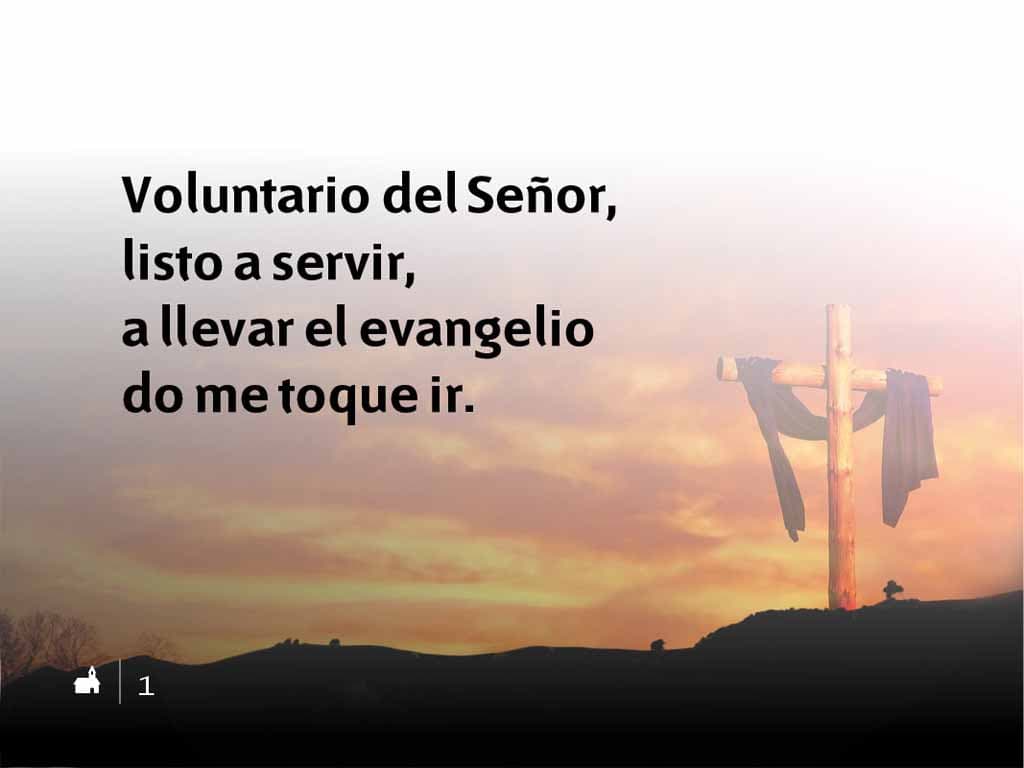 Voluntario del Señor,
listo a servir,
a llevar el evangelio
do me toque ir.
1